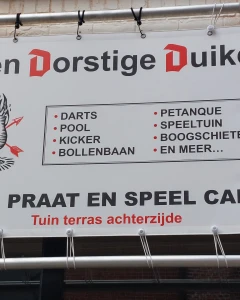 en Dorstige Duike
• DARTS
• POOL
• KICKER
• BOLLENBAAN
• PETANQUE
• SPEELTUIN
• BOOGSCHIETE
• EN MEER...
PRAAT EN SPEEL CA
Tuin terras achterzijde